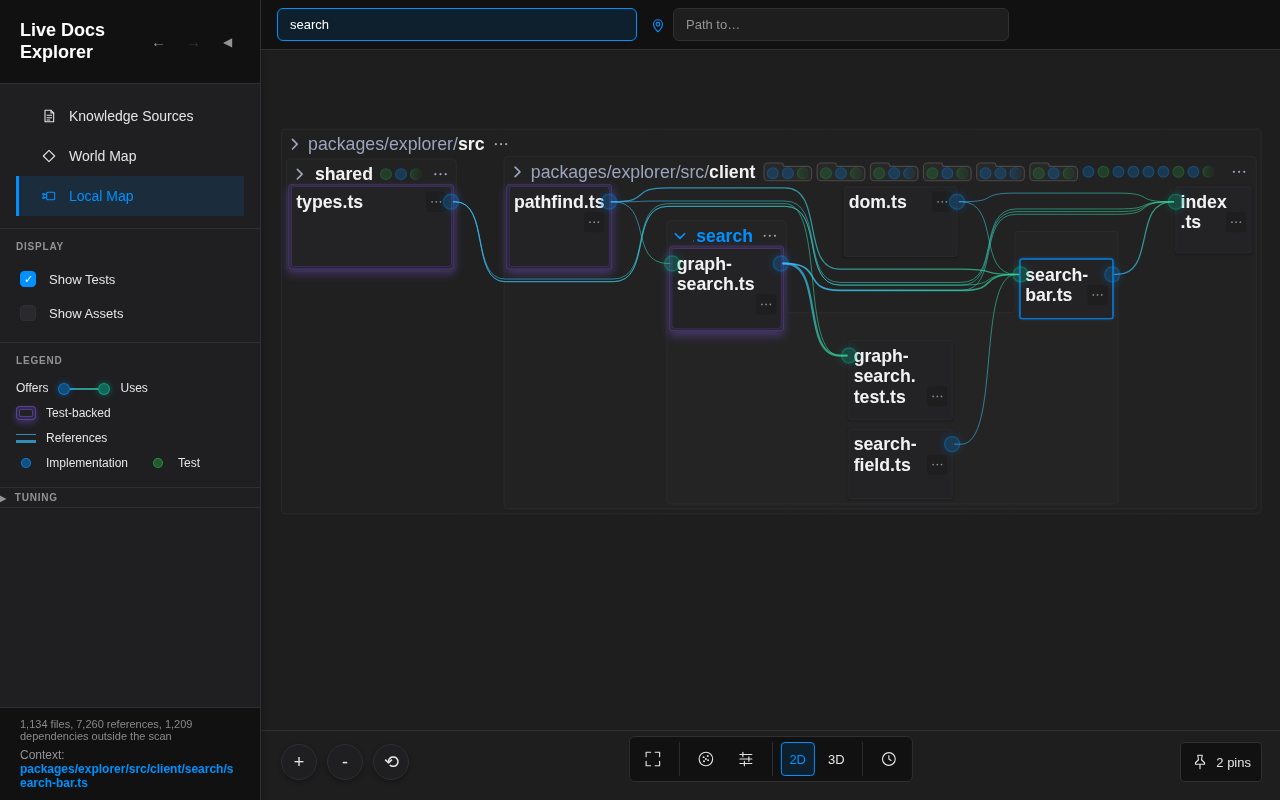 Live Docs
Explorer
← → ◀
search
Path to…
Knowledge Sources
World Map
Local Map
DISPLAY
✓ Show Tests
Show Assets
LEGEND
Offers Uses
Test-backed
References
Implementation Test
▶ TUNING
1,134 files, 7,260 references, 1,209
dependencies outside the scan
Context:
packages/explorer/src/client/search/s
earch-bar.ts
packages/explorer/src ···
shared ···
packages/explorer/src/client ···
types.ts ···
pathfind.ts
···
search ···
graph-
search.ts
···
dom.ts ···
index
.ts ···
search-
bar.ts ···
graph-
search.
test.ts ···
search-
field.ts ···
+ - ⟲
2D 3D
2 pins